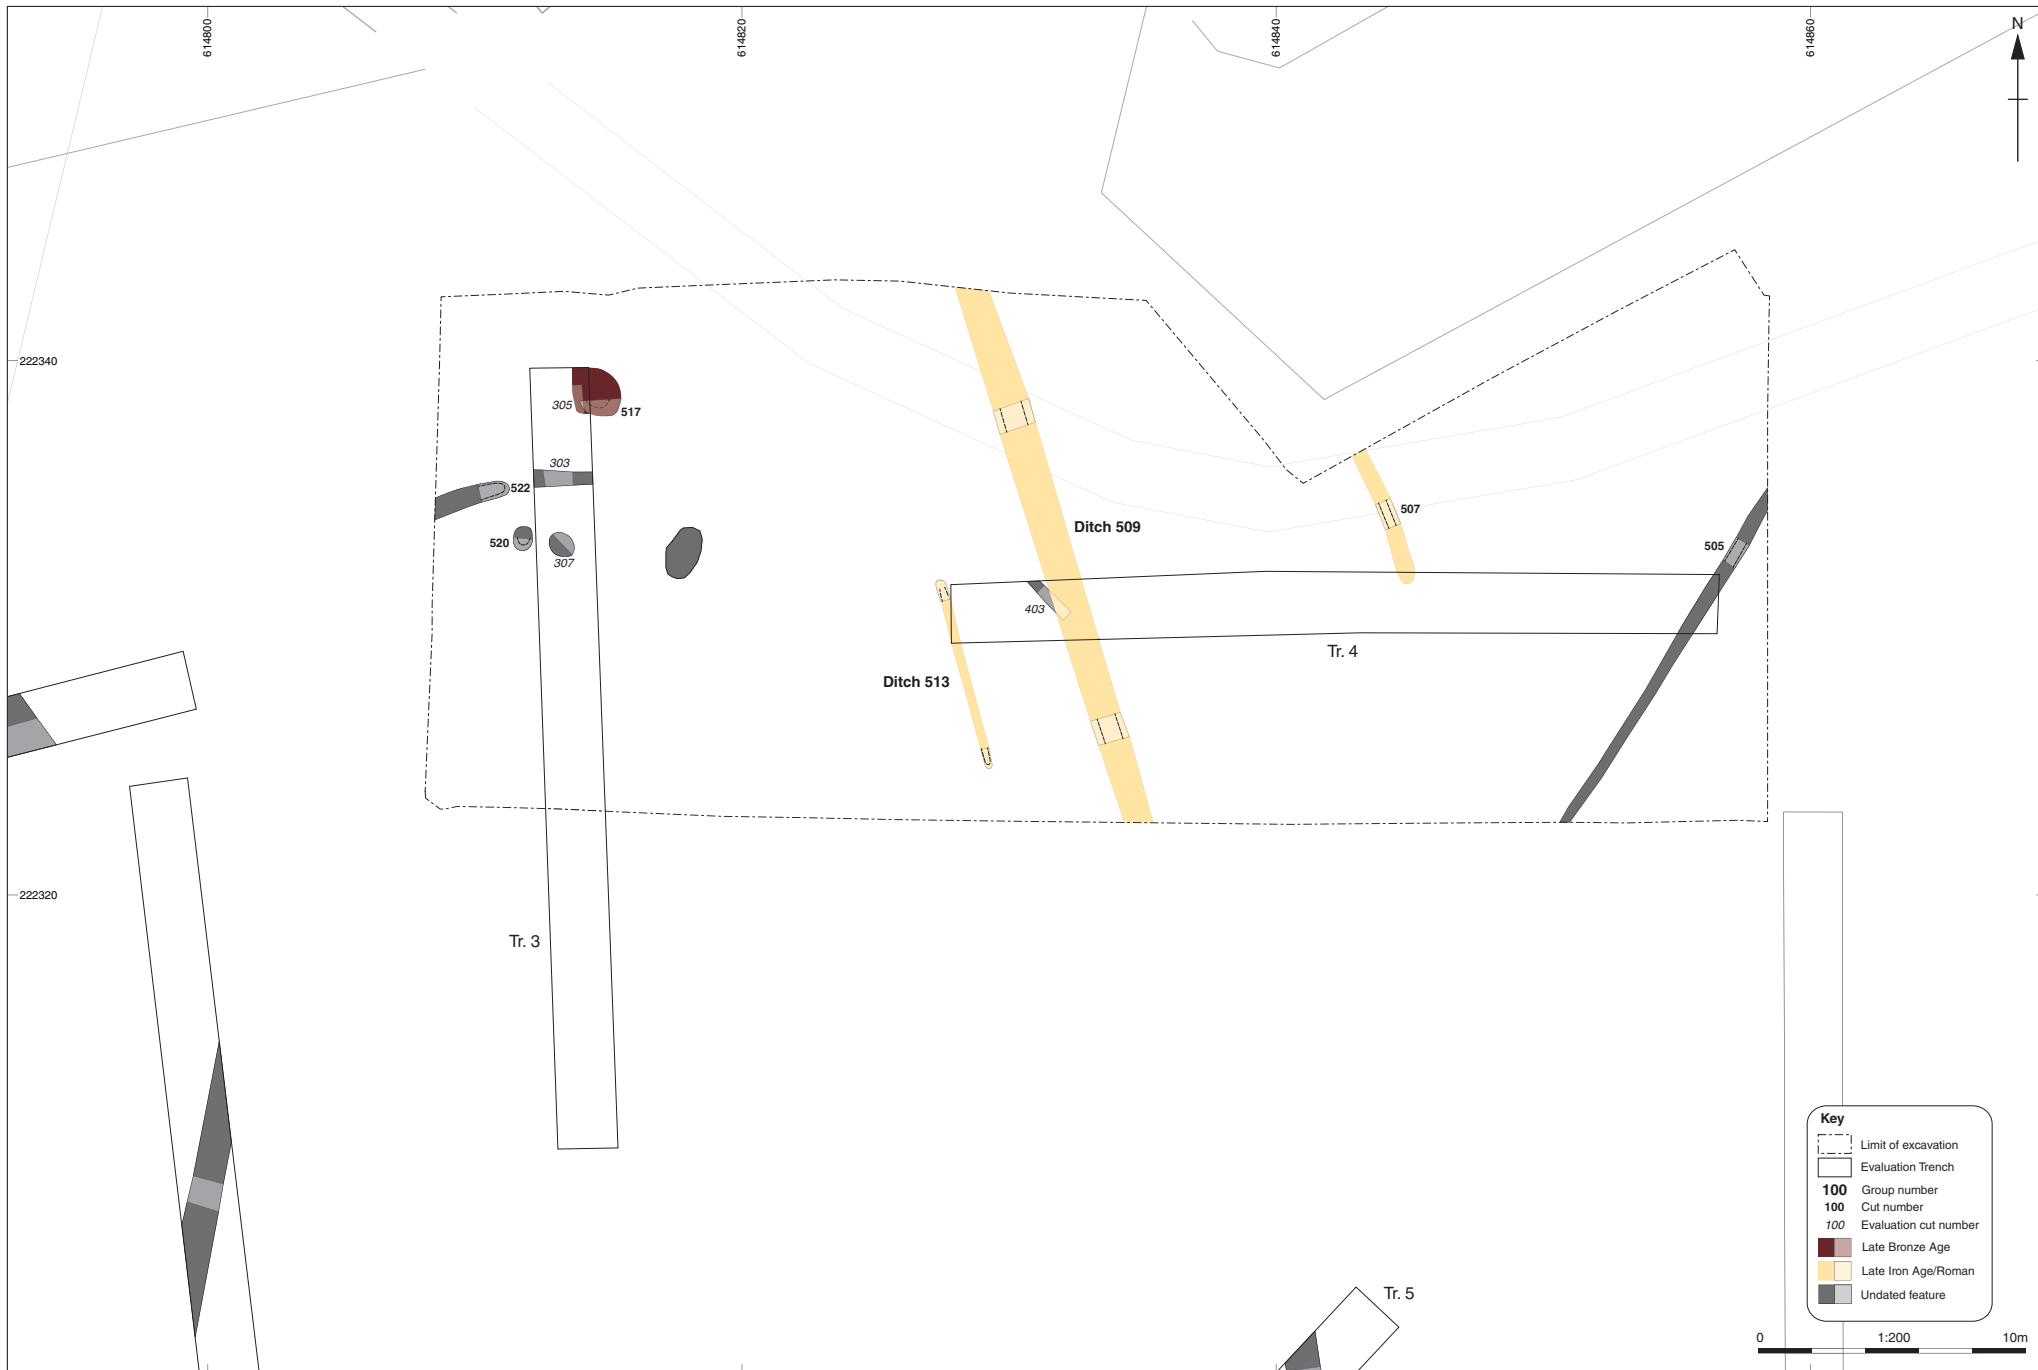 614800
614820
614840
614860
N
222340
305
517
303
522
520
307
Ditch 509
507
505
403
Tr. 4
Ditch 513
222320
Tr. 3
Tr. 5
Key
Limit of excavation
Evaluation Trench
100 Group number
100 Cut number
100 Evaluation cut number
Late Bronze Age
Late Iron Age/Roman
Undated feature
0 1:200 10m